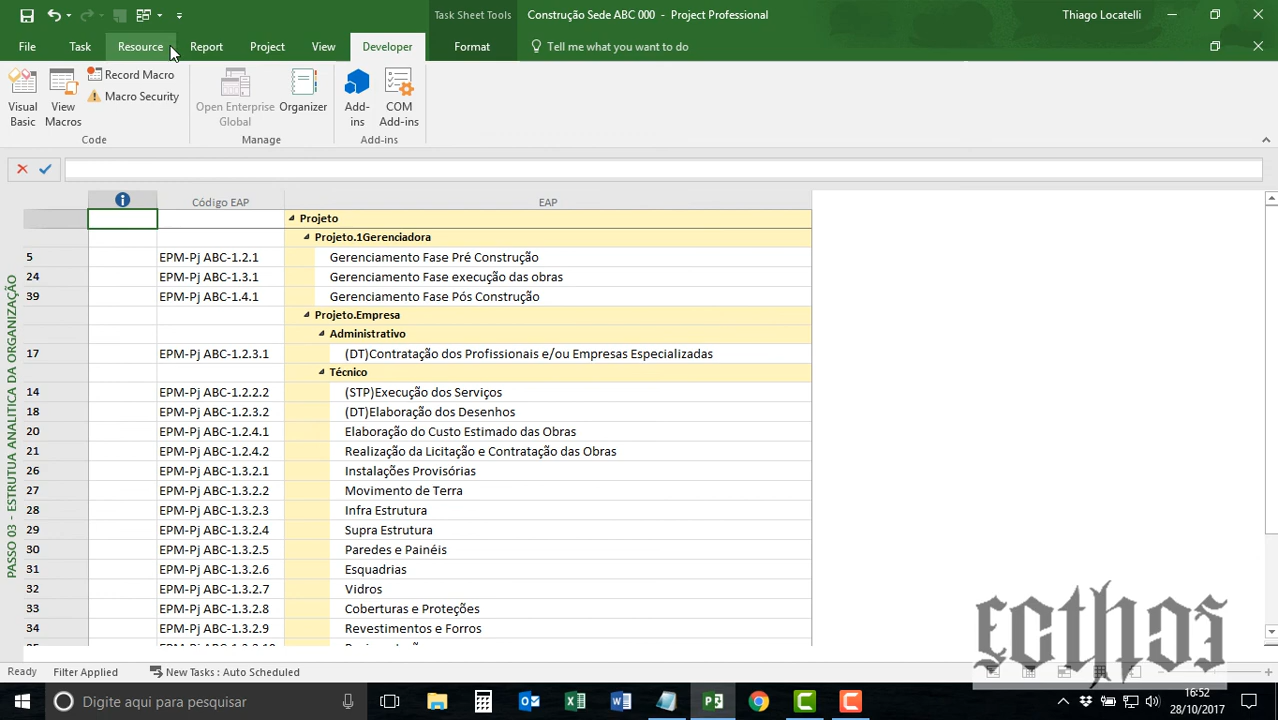 Task Sheet Tools
Construção Sede ABC 000 - Project Professional
Thiago Locatelli
File
Task
Resource
Report
Project
View
Developer
Format
Tell me what you want to do
Visual Basic
View Macros
Record Macro
Macro Security
Open Enterprise Global
Organizer
Add-ins
COM Add-ins
Code
Manage
Add-ins
Código EAP
EAP
Projeto
Projeto.1Gerenciadora
5 EPM-Pj ABC-1.2.1 Gerenciamento Fase Pré Construção
24 EPM-Pj ABC-1.3.1 Gerenciamento Fase execução das obras
39 EPM-Pj ABC-1.4.1 Gerenciamento Fase Pós Construção
Projeto.Empresa
Administrativo
17 EPM-Pj ABC-1.2.3.1 (DT)Contratação dos Profissionais e/ou Empresas Especializadas
Técnico
14 EPM-Pj ABC-1.2.2.2 (STP)Execução dos Serviços
18 EPM-Pj ABC-1.2.3.2 (DT)Elaboração dos Desenhos
20 EPM-Pj ABC-1.2.4.1 Elaboração do Custo Estimado das Obras
21 EPM-Pj ABC-1.2.4.2 Realização da Licitação e Contratação das Obras
26 EPM-Pj ABC-1.3.2.1 Instalações Provisórias
27 EPM-Pj ABC-1.3.2.2 Movimento de Terra
28 EPM-Pj ABC-1.3.2.3 Infra Estrutura
29 EPM-Pj ABC-1.3.2.4 Supra Estrutura
30 EPM-Pj ABC-1.3.2.5 Paredes e Painéis
31 EPM-Pj ABC-1.3.2.6 Esquadrias
32 EPM-Pj ABC-1.3.2.7 Vidros
33 EPM-Pj ABC-1.3.2.8 Coberturas e Proteções
34 EPM-Pj ABC-1.3.2.9 Revestimentos e Forros
PASSO 03 - ESTRUTUA ANALITICA DA ORGANIZAÇÃO
Ready
Filter Applied
New Tasks : Auto Scheduled
Digite aqui para pesquisar
16:52
28/10/2017